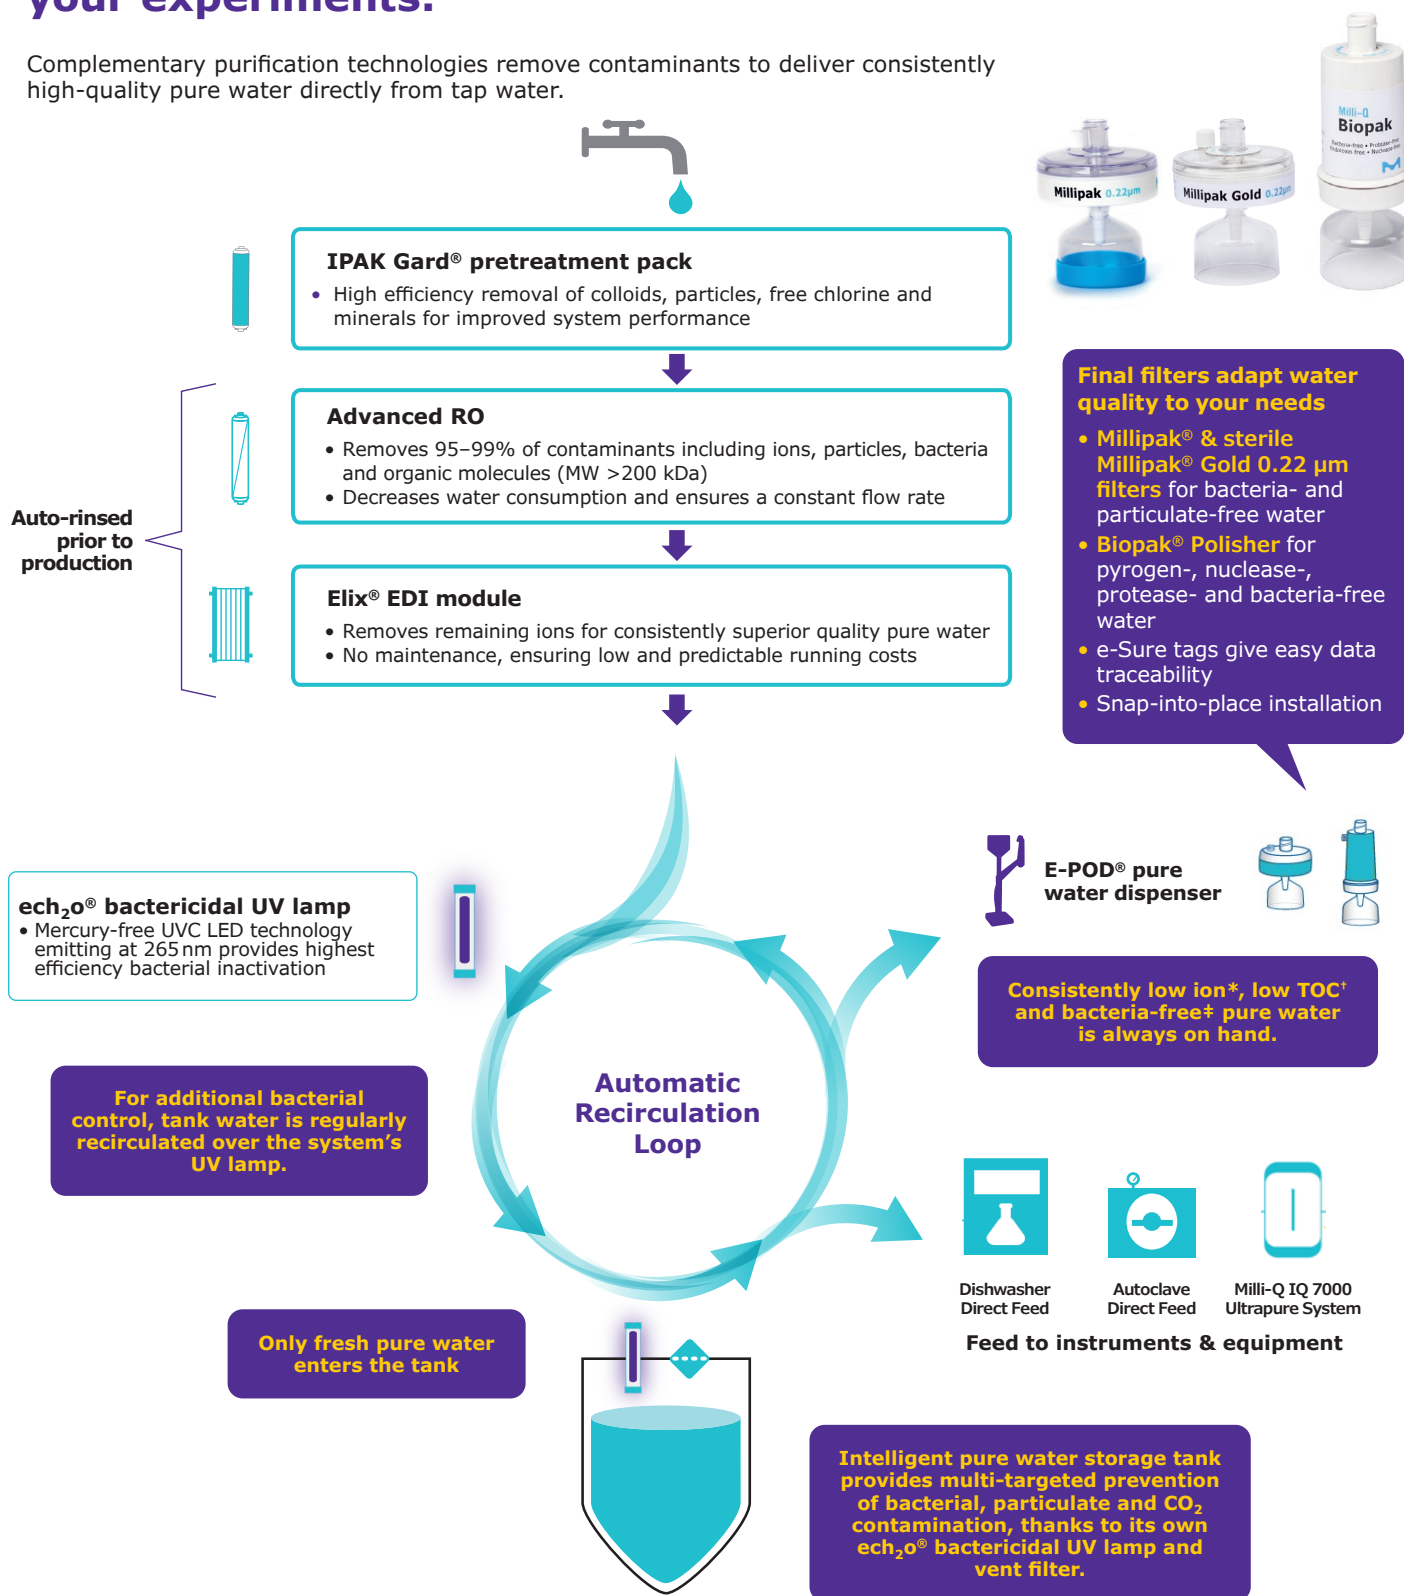 your experiments.
Complementary purification technologies remove contaminants to deliver consistently
high-quality pure water directly from tap water.
Milli-Q
Biopak
Bacteria-free • Protease-free
Endotoxin-free • Nuclease-free
Millipak 0.22µm
Millipak Gold 0.22µm
IPAK Gard® pretreatment pack
• High efficiency removal of colloids, particles, free chlorine and
minerals for improved system performance
Advanced RO
• Removes 95–99% of contaminants including ions, particles, bacteria
and organic molecules (MW >200 kDa)
• Decreases water consumption and ensures a constant flow rate
Auto-rinsed
prior to
production
Elix® EDI module
• Removes remaining ions for consistently superior quality pure water
• No maintenance, ensuring low and predictable running costs
Final filters adapt water
quality to your needs
• Millipak® & sterile
Millipak® Gold 0.22 µm
filters for bacteria- and
particulate-free water
• Biopak® Polisher for
pyrogen-, nuclease-,
protease- and bacteria-free
water
• e-Sure tags give easy data
traceability
• Snap-into-place installation
E-POD® pure
water dispenser
ech₂o® bactericidal UV lamp
• Mercury-free UVC LED technology
emitting at 265 nm provides highest
efficiency bacterial inactivation
Consistently low ion*, low TOC†
and bacteria-free‡ pure water
is always on hand.
For additional bacterial
control, tank water is regularly
recirculated over the system's
UV lamp.
Automatic
Recirculation
Loop
Dishwasher
Direct Feed
Autoclave
Direct Feed
Milli-Q IQ 7000
Ultrapure System
Feed to instruments & equipment
Only fresh pure water
enters the tank
Intelligent pure water storage tank
provides multi-targeted prevention
of bacterial, particulate and CO₂
contamination, thanks to its own
ech₂o® bactericidal UV lamp and
vent filter.